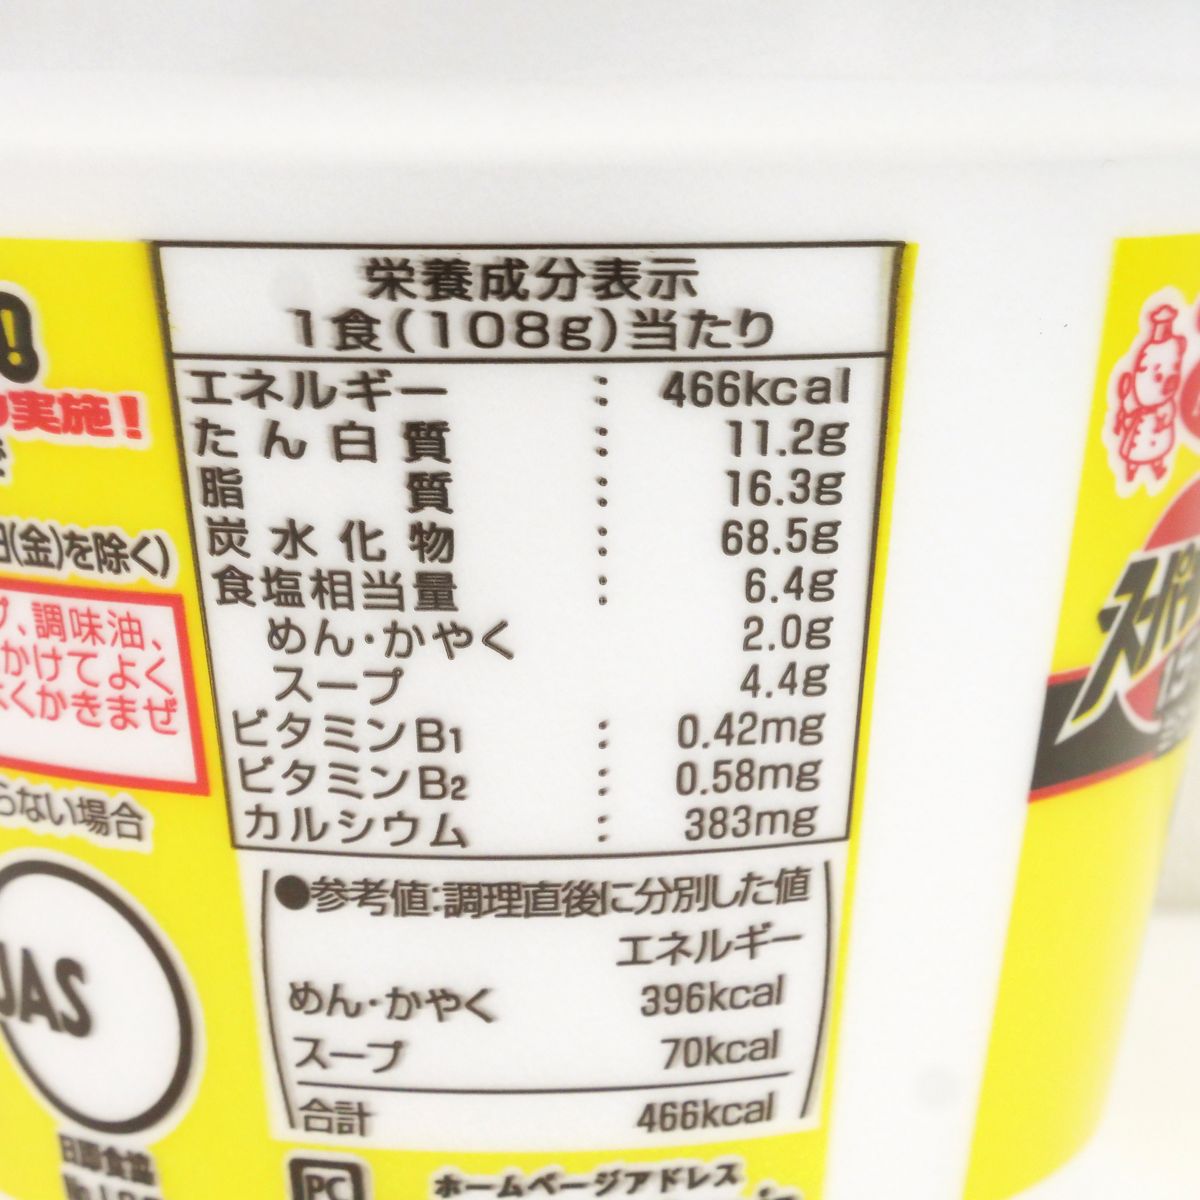 栄養成分表示
1食(108g)当たり
エネルギー : 466kcal
たん白質 : 11.2g
脂質 : 16.3g
炭水化物 : 68.5g
食塩相当量 : 6.4g
めん・かやく 2.0g
スープ 4.4g
ビタミンB1 : 0.42mg
ビタミンB2 : 0.58mg
カルシウム : 383mg
●参考値:調理直後に分別した値
エネルギー
めん・かやく 396kcal
スープ 70kcal
合計 466kcal
PC
ホームページアドレス
実施!
(金)を除く)
、調味油、
かけてよく
くかきまぜ
らない場合
JAS
スーパー